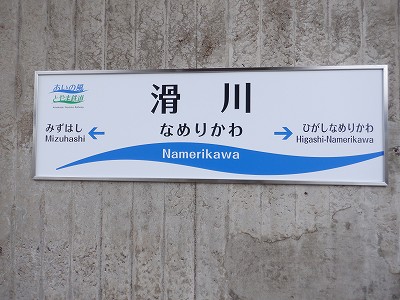 あいの風
とやま鉄道
滑川
なめりかわ
Namerikawa
みずはし
Mizuhashi
ひがしなめりかわ
Higashi-Namerikawa